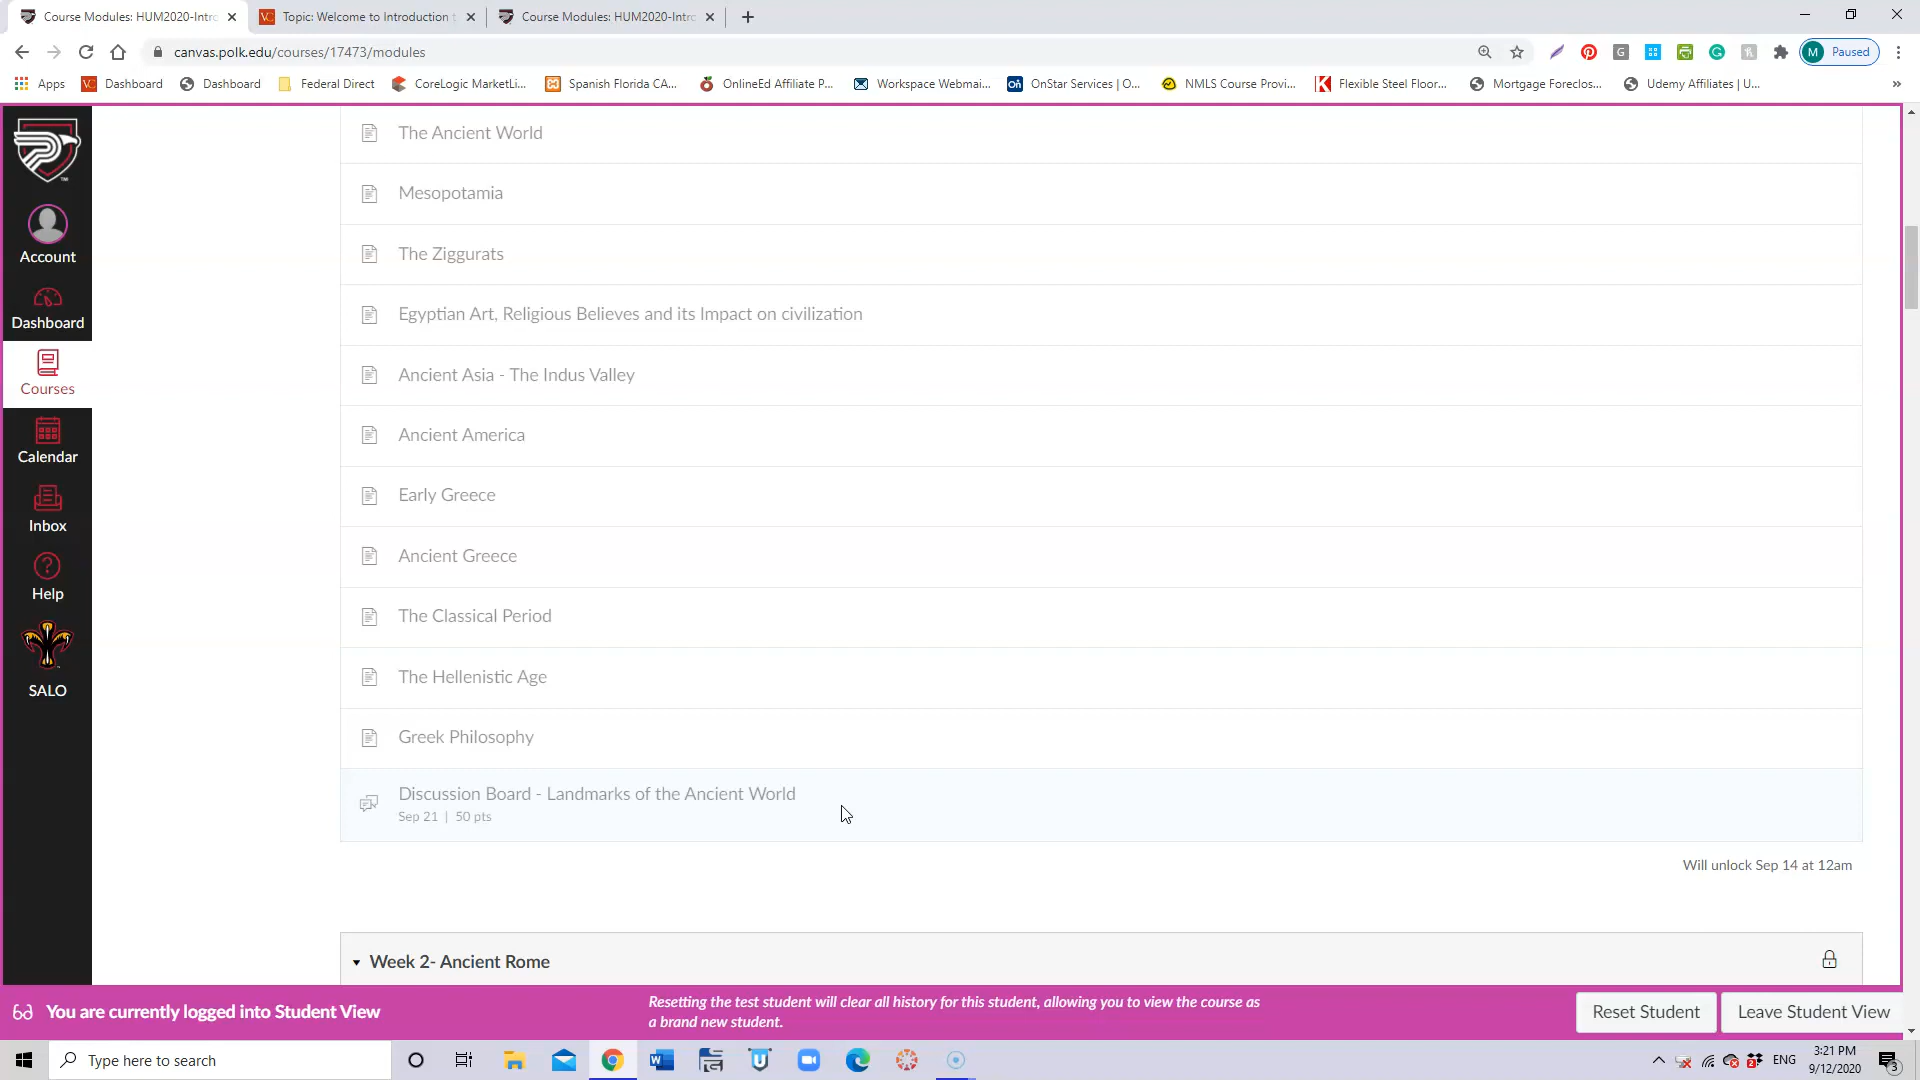 Course Modules: HUM2020-Intro
Topic: Welcome to Introduction t
Course Modules: HUM2020-Intro
canvas.polk.edu/courses/17473/modules
M Paused
Apps
VC Dashboard
Dashboard
Federal Direct
CoreLogic MarketLi...
Spanish Florida CA...
OnlineEd Affiliate P...
Workspace Webmai...
On OnStar Services | O...
NMLS Course Provi...
Flexible Steel Floor...
Mortgage Foreclos...
Udemy Affiliates | U...
Account
Dashboard
Courses
Calendar
Inbox
Help
SALO
The Ancient World
Mesopotamia
The Ziggurats
Egyptian Art, Religious Believes and its Impact on civilization
Ancient Asia - The Indus Valley
Ancient America
Early Greece
Ancient Greece
The Classical Period
The Hellenistic Age
Greek Philosophy
Discussion Board - Landmarks of the Ancient World
Sep 21 | 50 pts
Will unlock Sep 14 at 12am
Week 2- Ancient Rome
You are currently logged into Student View
Resetting the test student will clear all history for this student, allowing you to view the course as
a brand new student.
Reset Student
Leave Student View
Type here to search
ENG
3:21 PM
9/12/2020
3